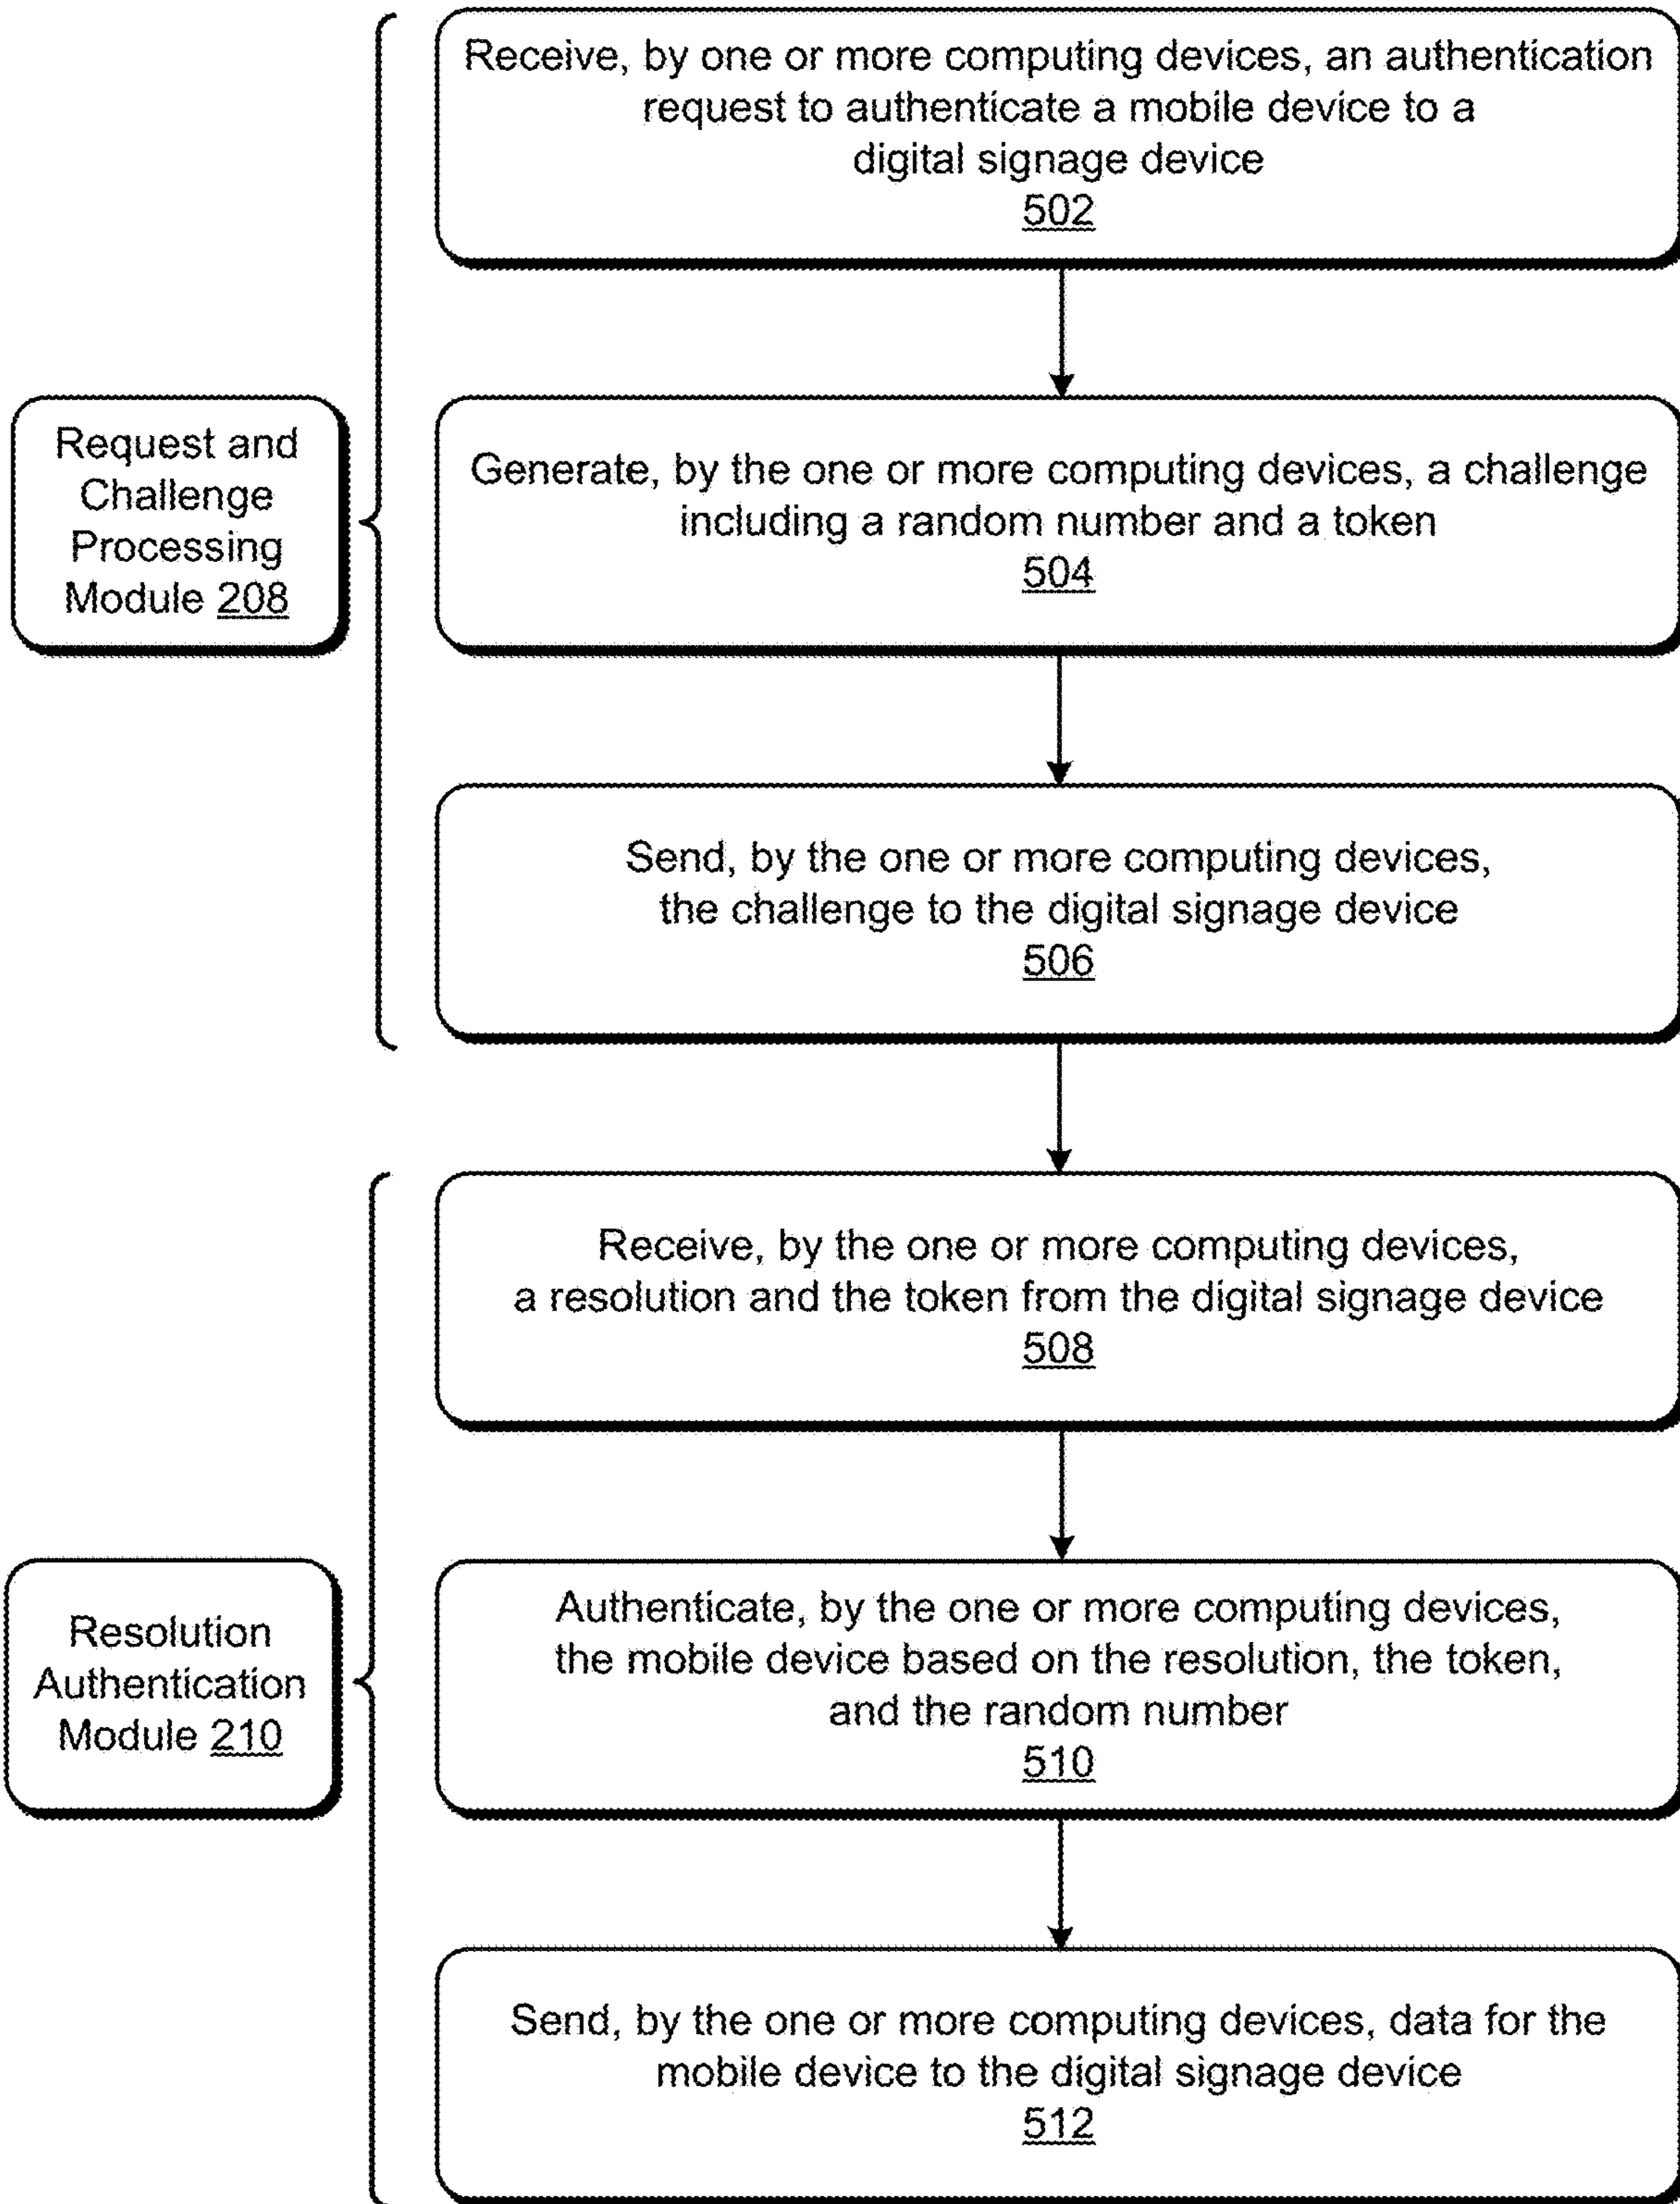 Receive, by one or more computing devices, an authentication
request to authenticate a mobile device to a
digital signage device
502
Request and
Challenge
Processing
Module 208
Generate, by the one or more computing devices, a challenge
including a random number and a token
504
Send, by the one or more computing devices,
the challenge to the digital signage device
506
Receive, by the one or more computing devices,
a resolution and the token from the digital signage device
508
Resolution
Authentication
Module 210
Authenticate, by the one or more computing devices,
the mobile device based on the resolution, the token,
and the random number
510
Send, by the one or more computing devices, data for the
mobile device to the digital signage device
512